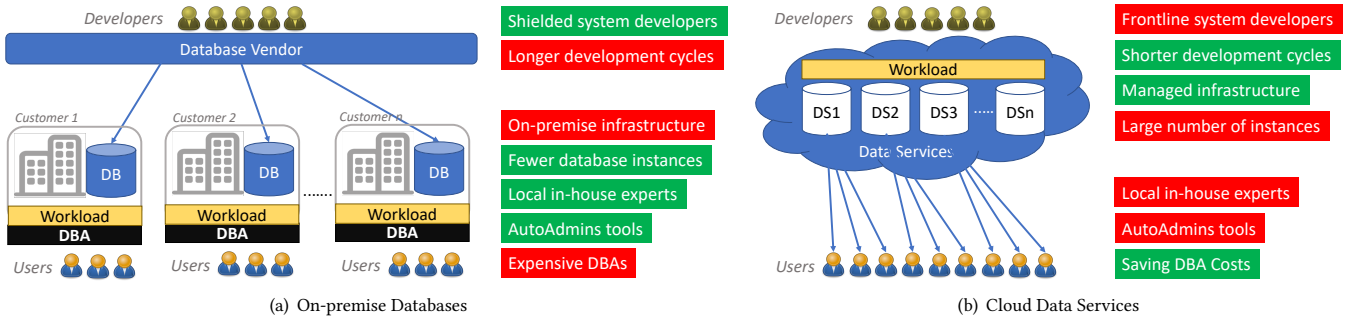 Developers
Database Vendor
Customer 1
Customer 2
Customer n
DB
DB
DB
.......
Workload
Workload
Workload
DBA
DBA
DBA
Users
Users
Users
Shielded system developers
Longer development cycles
On-premise infrastructure
Fewer database instances
Local in-house experts
AutoAdmins tools
Expensive DBAs
(a) On-premise Databases
Developers
Workload
DS1
DS2
DS3
.....
DSn
Data Services
Users
Frontline system developers
Shorter development cycles
Managed infrastructure
Large number of instances
Local in-house experts
AutoAdmins tools
Saving DBA Costs
(b) Cloud Data Services